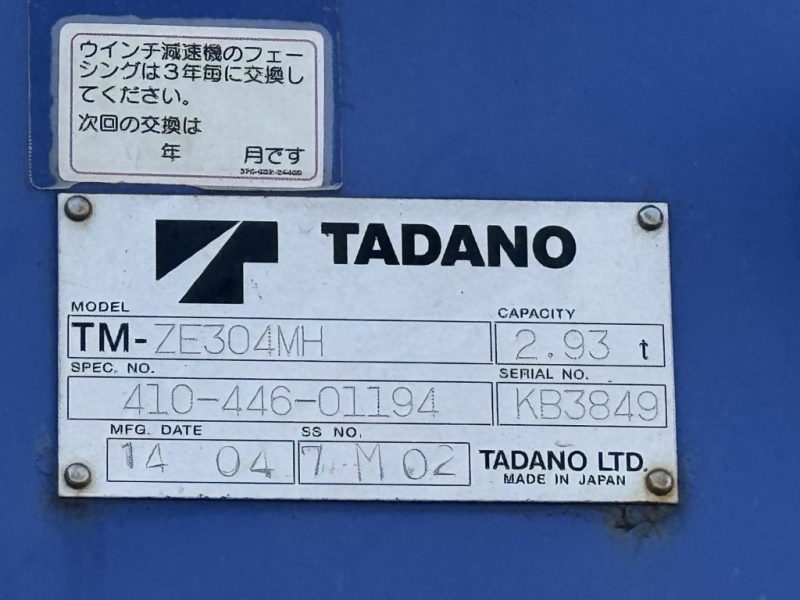 ウインチ減速機のフェー
シングは3年毎に交換し
てください。
次回の交換は
年 月です
TADANO
MODEL
TM-ZE304MH
CAPACITY
2.93 t
SPEC. NO.
410-446-01194
SERIAL NO.
KB3849
MFG. DATE
14 04
SS NO.
7 M 02
TADANO LTD.
MADE IN JAPAN